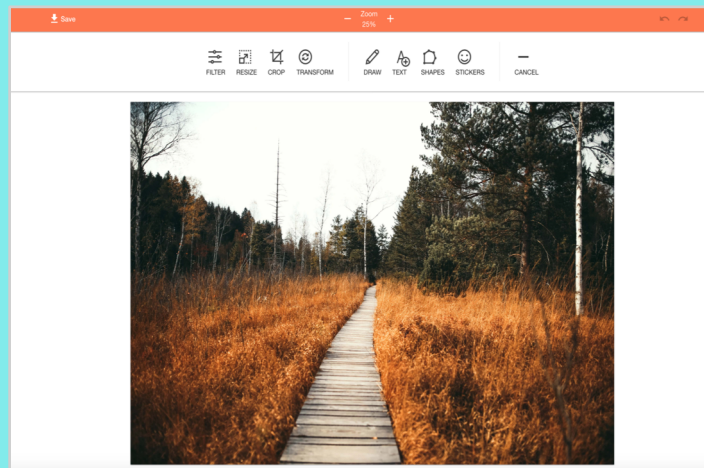 Save
Zoom
25%
FILTER
RESIZE
CROP
TRANSFORM
DRAW
TEXT
SHAPES
STICKERS
CANCEL